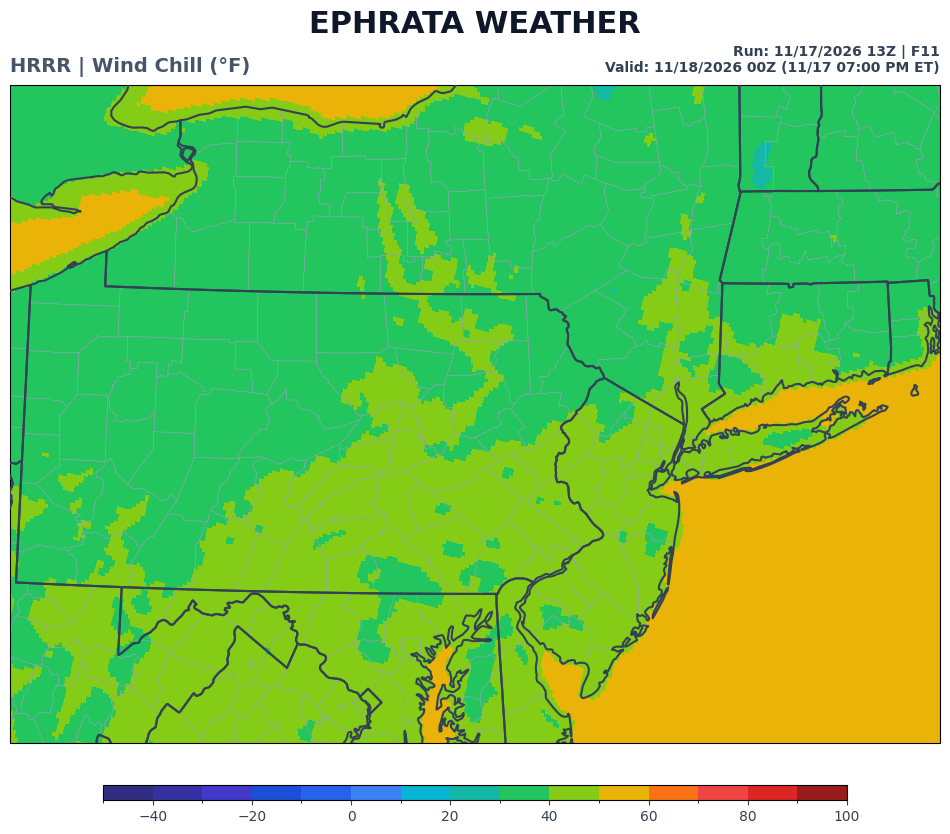 EPHRATA WEATHER
HRRR | Wind Chill (°F)
Run: 11/17/2026 13Z | F11
Valid: 11/18/2026 00Z (11/17 07:00 PM ET)
−40 −20 0 20 40 60 80 100